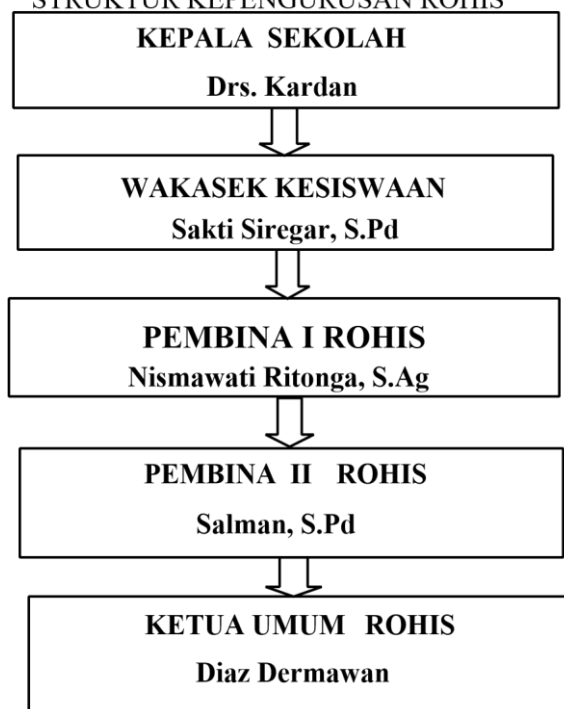 STRUKTUR KEPENGURUSAN ROHIS
KEPALA SEKOLAH
Drs. Kardan
WAKASEK KESISWAAN
Sakti Siregar, S.Pd
PEMBINA I ROHIS
Nismawati Ritonga, S.Ag
PEMBINA II ROHIS
Salman, S.Pd
KETUA UMUM ROHIS
Diaz Dermawan